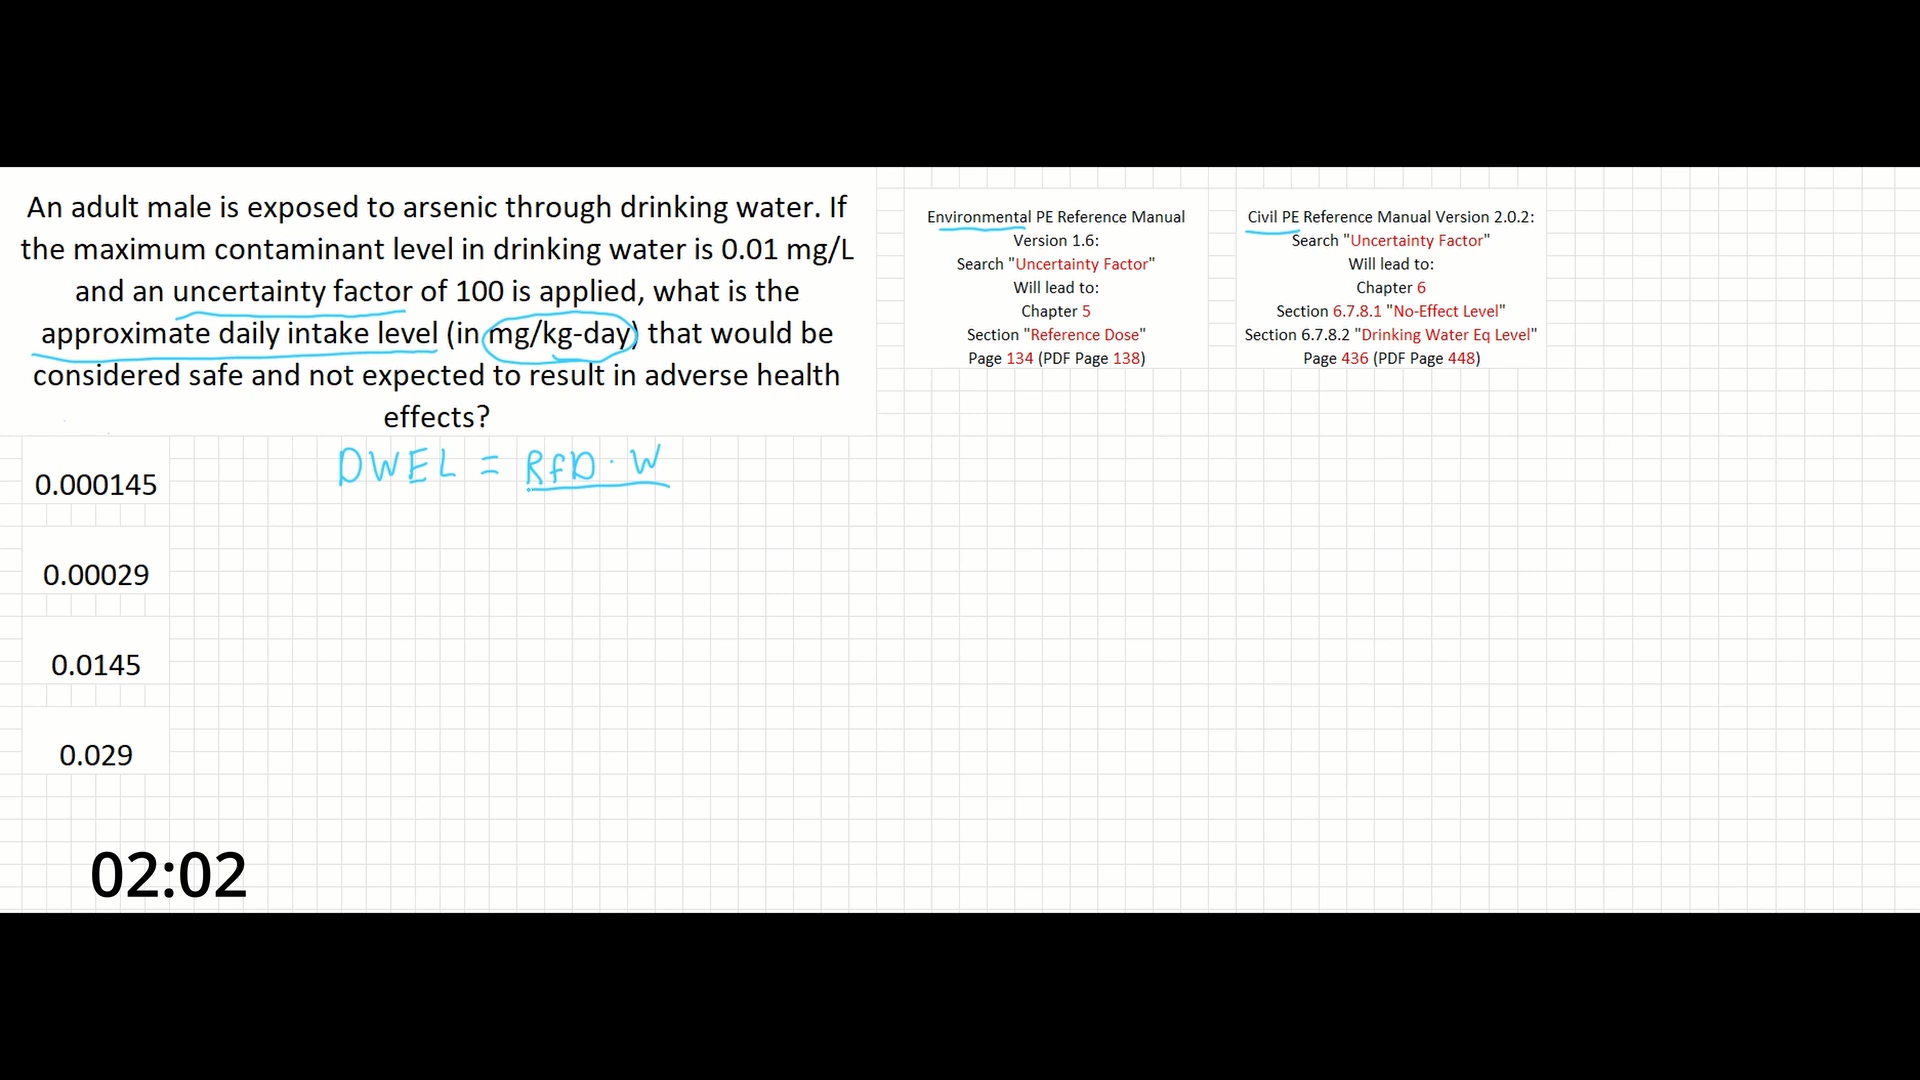 An adult male is exposed to arsenic through drinking water. If
the maximum contaminant level in drinking water is 0.01 mg/L
and an uncertainty factor of 100 is applied, what is the
approximate daily intake level (in mg/kg-day) that would be
considered safe and not expected to result in adverse health
effects?
DWEL = RfD · W
0.000145
0.00029
0.0145
0.029
02:02
Environmental PE Reference Manual
Version 1.6:
Search "Uncertainty Factor"
Will lead to:
Chapter 5
Section "Reference Dose"
Page 134 (PDF Page 138)
Civil PE Reference Manual Version 2.0.2:
Search "Uncertainty Factor"
Will lead to:
Chapter 6
Section 6.7.8.1 "No-Effect Level"
Section 6.7.8.2 "Drinking Water Eq Level"
Page 436 (PDF Page 448)